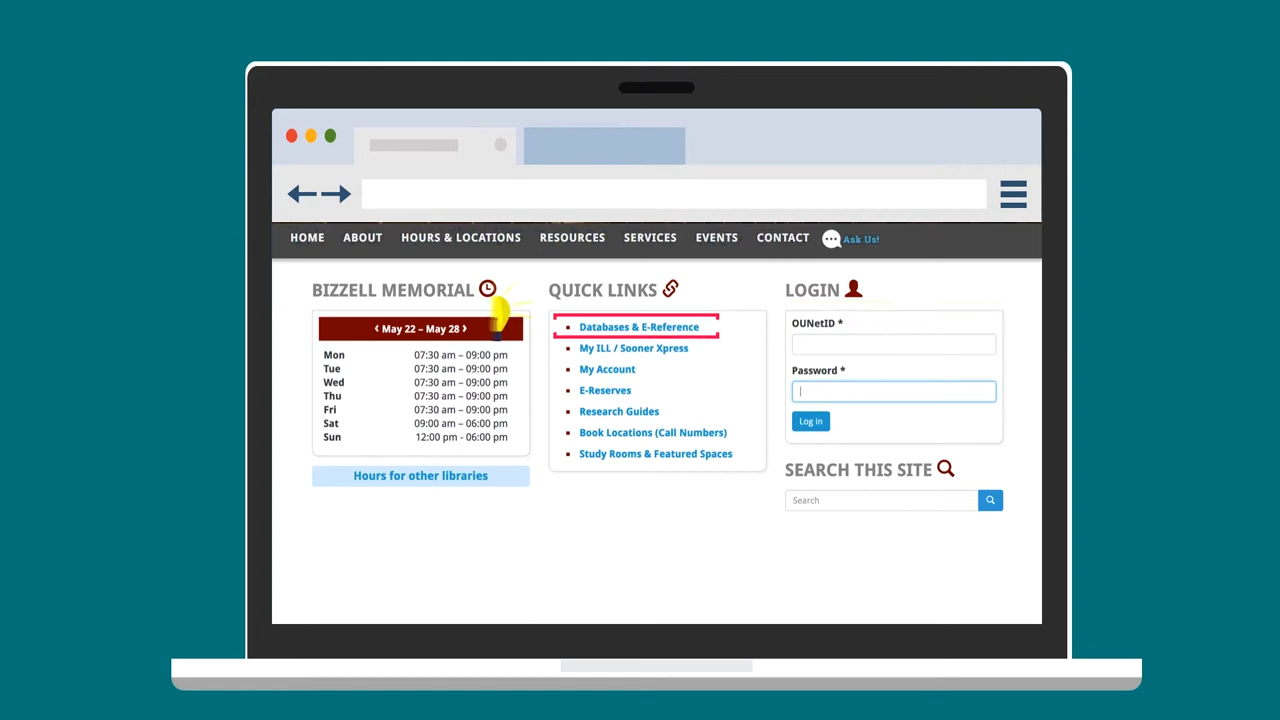 HOME ABOUT HOURS & LOCATIONS RESOURCES SERVICES EVENTS CONTACT Ask Us!
BIZZELL MEMORIAL
‹ May 22 – May 28 ›
Mon 07:30 am – 09:00 pm
Tue 07:30 am – 09:00 pm
Wed 07:30 am – 09:00 pm
Thu 07:30 am – 09:00 pm
Fri 07:30 am – 09:00 pm
Sat 09:00 am – 06:00 pm
Sun 12:00 pm - 06:00 pm
Hours for other libraries
QUICK LINKS
Databases & E-Reference
My ILL / Sooner Xpress
My Account
E-Reserves
Research Guides
Book Locations (Call Numbers)
Study Rooms & Featured Spaces
LOGIN
OUNetID *
Password *
Log in
SEARCH THIS SITE
Search